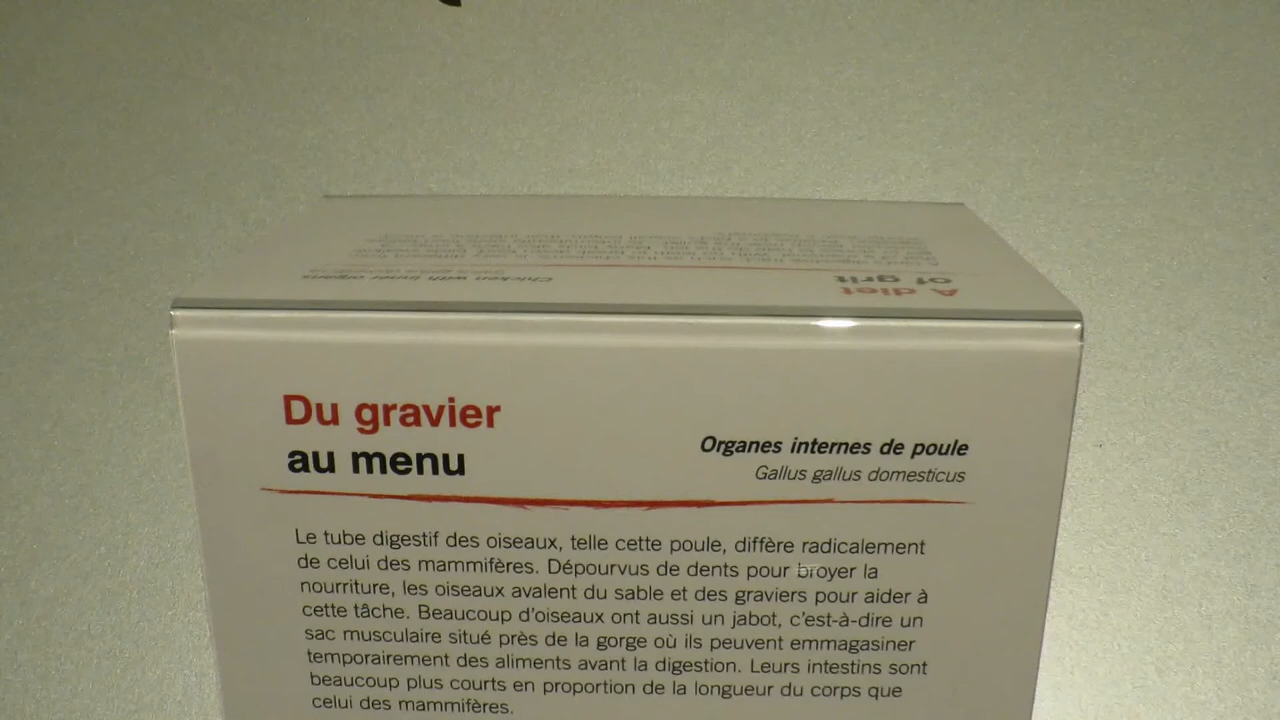 A diet
of grit
Chicken with inner organs
Du gravier
au menu
Organes internes de poule
Gallus gallus domesticus
Le tube digestif des oiseaux, telle cette poule, diffère radicalement
de celui des mammifères. Dépourvus de dents pour broyer la
nourriture, les oiseaux avalent du sable et des graviers pour aider à
cette tâche. Beaucoup d'oiseaux ont aussi un jabot, c'est-à-dire un
sac musculaire situé près de la gorge où ils peuvent emmagasiner
temporairement des aliments avant la digestion. Leurs intestins sont
beaucoup plus courts en proportion de la longueur du corps que
celui des mammifères.